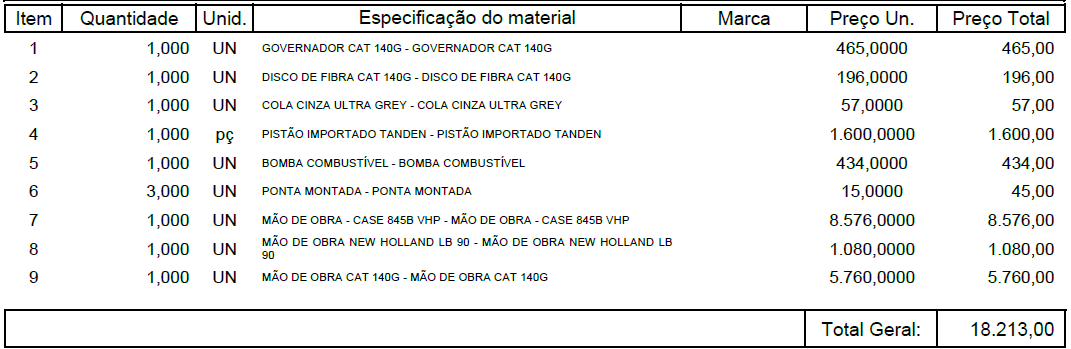 Item Quantidade Unid. Especificação do material Marca Preço Un. Preço Total
1 1,000 UN GOVERNADOR CAT 140G - GOVERNADOR CAT 140G 465,0000 465,00
2 1,000 UN DISCO DE FIBRA CAT 140G - DISCO DE FIBRA CAT 140G 196,0000 196,00
3 1,000 UN COLA CINZA ULTRA GREY - COLA CINZA ULTRA GREY 57,0000 57,00
4 1,000 pç PISTÃO IMPORTADO TANDEN - PISTÃO IMPORTADO TANDEN 1.600,0000 1.600,00
5 1,000 UN BOMBA COMBUSTÍVEL - BOMBA COMBUSTÍVEL 434,0000 434,00
6 3,000 UN PONTA MONTADA - PONTA MONTADA 15,0000 45,00
7 1,000 UN MÃO DE OBRA - CASE 845B VHP - MÃO DE OBRA - CASE 845B VHP 8.576,0000 8.576,00
8 1,000 UN MÃO DE OBRA NEW HOLLAND LB 90 - MÃO DE OBRA NEW HOLLAND LB 1.080,0000 1.080,00
90
9 1,000 UN MÃO DE OBRA CAT 140G - MÃO DE OBRA CAT 140G 5.760,0000 5.760,00
Total Geral: 18.213,00